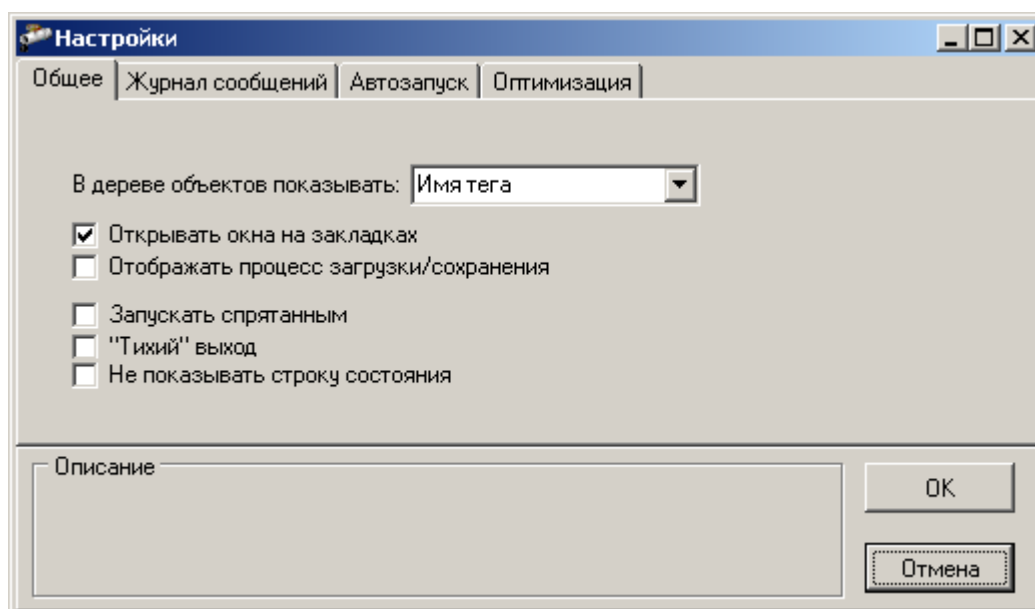 Настройки
Общее Журнал сообщений Автозапуск Оптимизация
В дереве объектов показывать: Имя тега
Открывать окна на закладках
Отображать процесс загрузки/сохранения
Запускать спрятанным
"Тихий" выход
Не показывать строку состояния
Описание
OK
Отмена